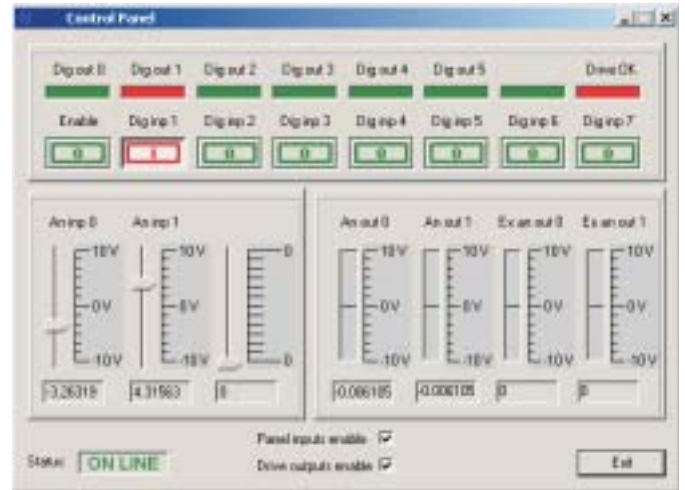 Control Panel
Dig out 0 Dig out 1 Dig out 2 Dig out 3 Dig out 4 Dig out 5 Drive OK
Enable Dig inp 1 Dig inp 2 Dig inp 3 Dig inp 4 Dig inp 5 Dig inp 6 Dig inp 7
0 1 0 0 0 0 0 0
An inp 0 An inp 1 An out 0 An out 1 Ex an out 0 Ex an out 1
10V 10V 0 10V 10V 10V 10V
0V 0V 0V 0V 0V 0V
-10V -10V 0 -10V -10V -10V -10V
-3.26319 4.31563 0 -0.006105 -0.006105 0 0
Panel inputs enable
Status: ON LINE Drive outputs enable Exit